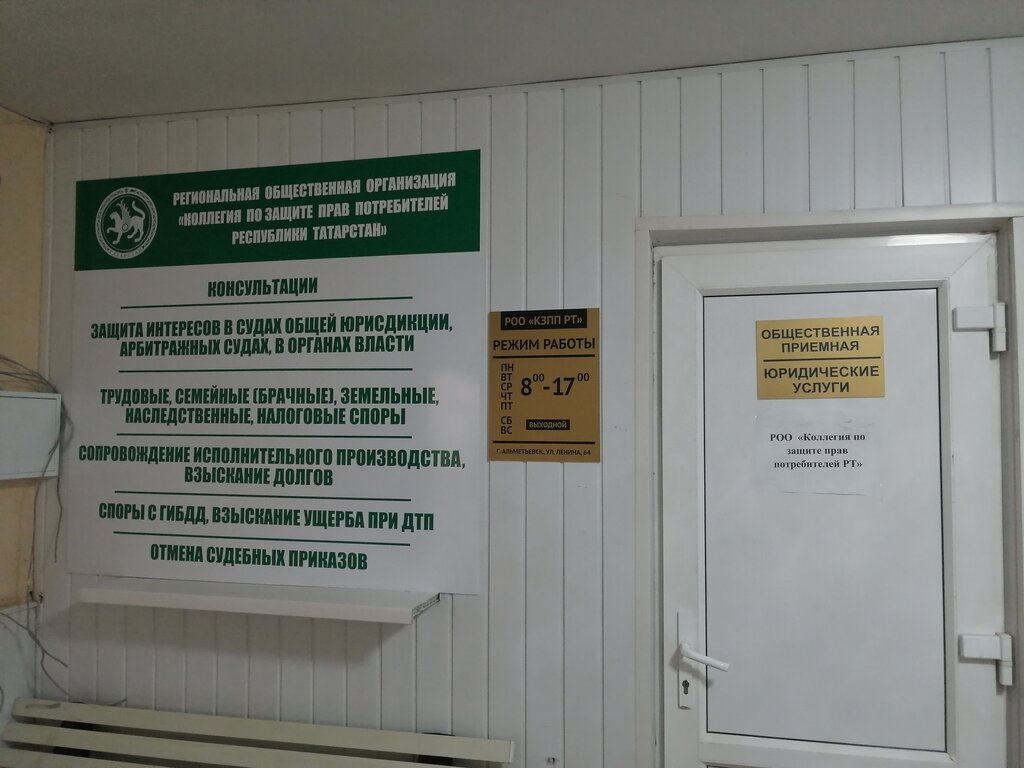 РЕГИОНАЛЬНАЯ ОБЩЕСТВЕННАЯ ОРГАНИЗАЦИЯ
«КОЛЛЕГИЯ ПО ЗАЩИТЕ ПРАВ ПОТРЕБИТЕЛЕЙ
РЕСПУБЛИКИ ТАТАРСТАН»
КОНСУЛЬТАЦИИ
ЗАЩИТА ИНТЕРЕСОВ В СУДАХ ОБЩЕЙ ЮРИСДИКЦИИ,
АРБИТРАЖНЫХ СУДАХ, В ОРГАНАХ ВЛАСТИ
ТРУДОВЫЕ, СЕМЕЙНЫЕ (БРАЧНЫЕ), ЗЕМЕЛЬНЫЕ,
НАСЛЕДСТВЕННЫЕ, НАЛОГОВЫЕ СПОРЫ
СОПРОВОЖДЕНИЕ ИСПОЛНИТЕЛЬНОГО ПРОИЗВОДСТВА,
ВЗЫСКАНИЕ ДОЛГОВ
СПОРЫ С ГИБДД, ВЗЫСКАНИЕ УЩЕРБА ПРИ ДТП
ОТМЕНА СУДЕБНЫХ ПРИКАЗОВ
РОО «КЗПП РТ»
РЕЖИМ РАБОТЫ
ПН
ВТ
СР 800-1700
ЧТ
ПТ
СБ
ВС ВЫХОДНОЙ
Г. АЛЬМЕТЬЕВСК, УЛ. ЛЕНИНА, 64
ОБЩЕСТВЕННАЯ
ПРИЕМНАЯ
ЮРИДИЧЕСКИЕ
УСЛУГИ
РОО «Коллегия по
защите прав
потребителей РТ»